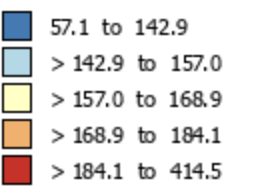 57.1 to 142.9
> 142.9 to 157.0
> 157.0 to 168.9
> 168.9 to 184.1
> 184.1 to 414.5